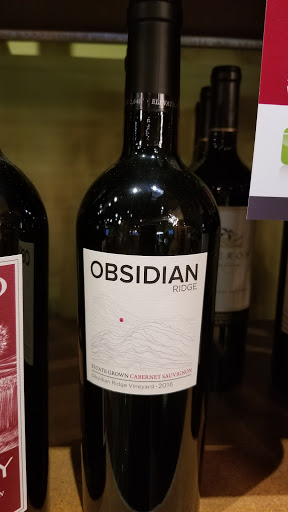 OBSIDIAN
RIDGE
ESTATE GROWN CABERNET SAUVIGNON
Obsidian Ridge Vineyard • 2016